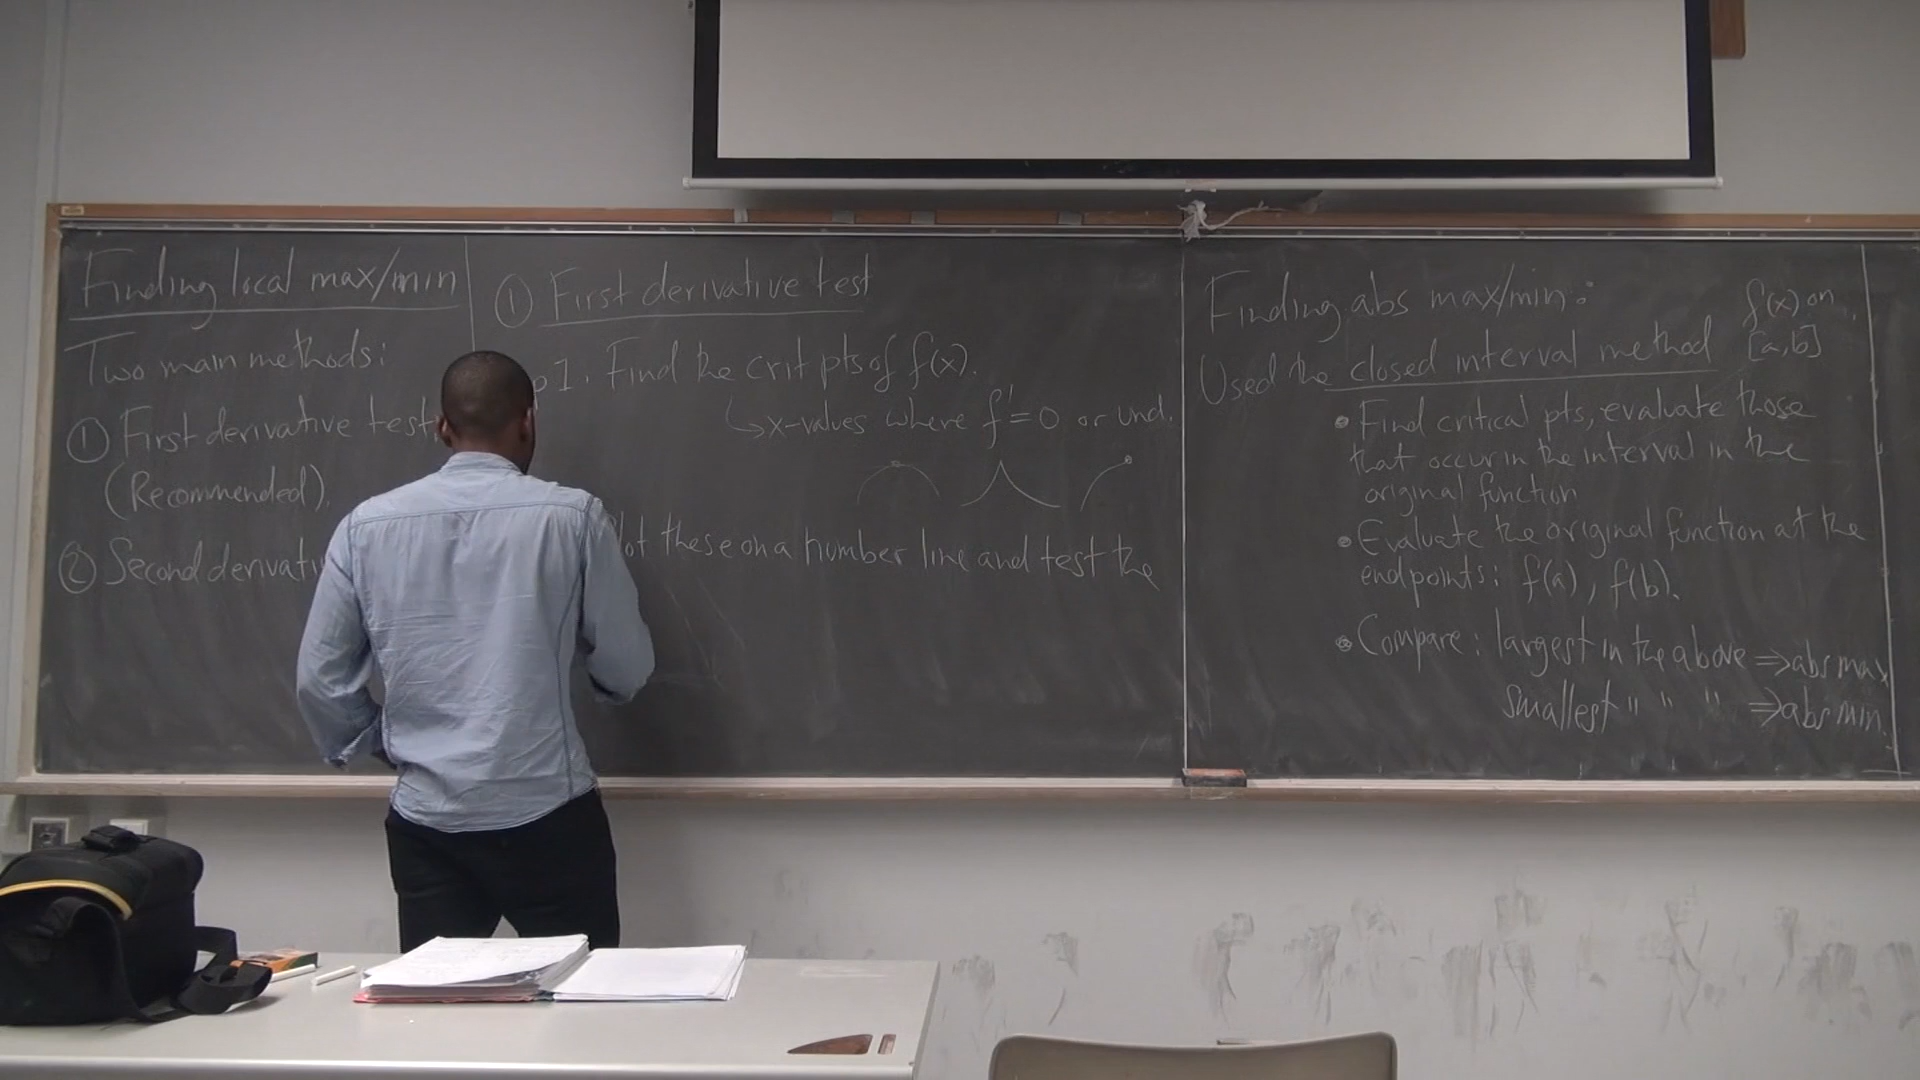 Finding local max/min
Two main methods:
① First derivative test
(Recommended).
② Second derivati
① First derivative test
p 1. Find the crit pts of f(x).
↳ x-values where f'=0 or und.
lot these on a number line and test the
Finding abs max/min:
f(x) on
[a,b]
Used the closed interval method
• Find critical pts, evaluate those
that occur in the interval in the
original function
• Evaluate the original function at the
endpoints: f(a), f(b).
• Compare: largest in the above ⇒ abs max
smallest " " " ⇒ abs min.